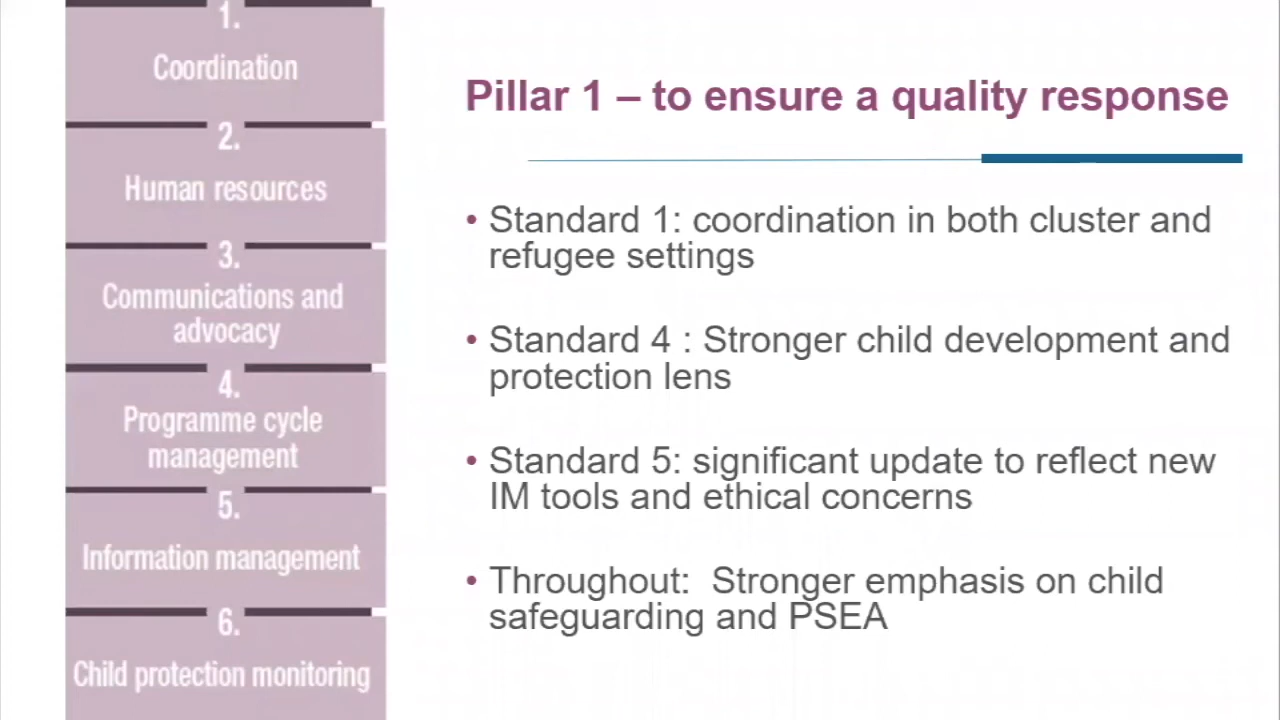 1.
Coordination
2.
Human resources
3.
Communications and
advocacy
4.
Programme cycle
management
5.
Information management
6.
Child protection monitoring
Pillar 1 – to ensure a quality response
• Standard 1: coordination in both cluster and
refugee settings
• Standard 4 : Stronger child development and
protection lens
• Standard 5: significant update to reflect new
IM tools and ethical concerns
• Throughout:  Stronger emphasis on child
safeguarding and PSEA